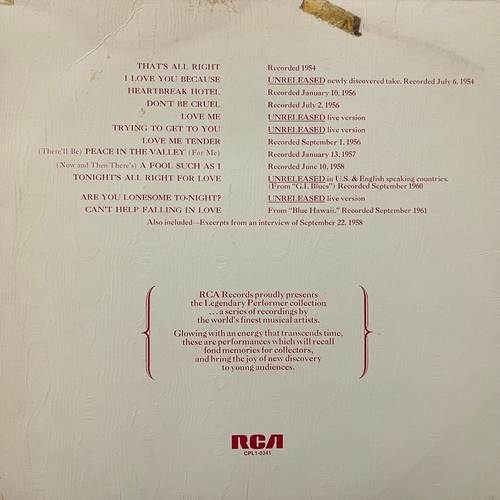 THAT'S ALL RIGHT Recorded 1954
I LOVE YOU BECAUSE UNRELEASED newly discovered take. Recorded July 6, 1954
HEARTBREAK HOTEL Recorded January 10, 1956
DON'T BE CRUEL Recorded July 2, 1956
LOVE ME UNRELEASED live version
TRYING TO GET TO YOU UNRELEASED live version
LOVE ME TENDER Recorded September 1, 1956
(There'll Be) PEACE IN THE VALLEY (For Me) Recorded January 13, 1957
(Now and Then There's) A FOOL SUCH AS I Recorded June 10, 1958
TONIGHT'S ALL RIGHT FOR LOVE UNRELEASED in U.S. & English speaking countries.
(From "G.I. Blues") Recorded September 1960
ARE YOU LONESOME TO-NIGHT? UNRELEASED live version
CAN'T HELP FALLING IN LOVE From "Blue Hawaii." Recorded September 1961
Also included—Excerpts from an interview of September 22, 1958
RCA Records proudly presents
the Legendary Performer collection
...a series of recordings by
the world's finest musical artists.
Glowing with an energy that transcends time,
these are performances which will recall
fond memories for collectors,
and bring the joy of new discovery
to young audiences.
RCA
CPL1-0341